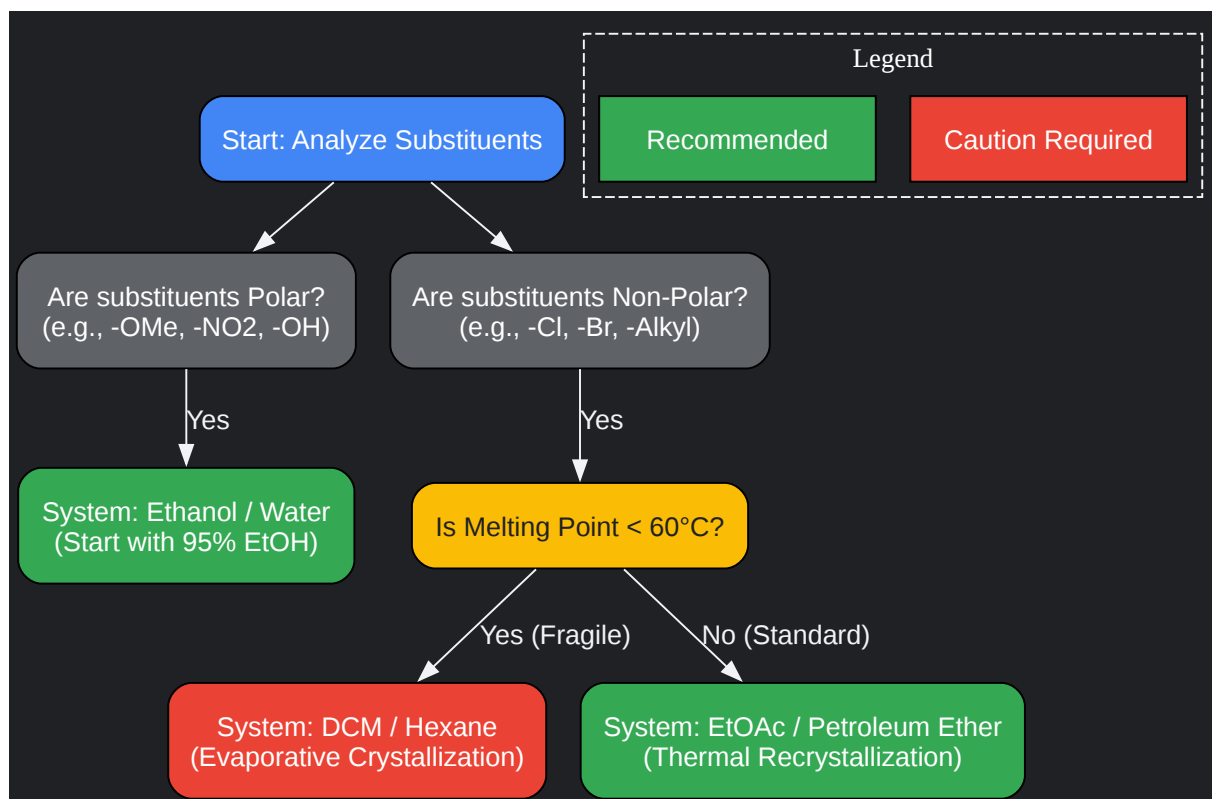 Legend
Start: Analyze Substituents
Recommended
Caution Required
Are substituents Polar?
(e.g., -OMe, -NO2, -OH)
Are substituents Non-Polar?
(e.g., -Cl, -Br, -Alkyl)
Yes
Yes
System: Ethanol / Water
(Start with 95% EtOH)
Is Melting Point < 60°C?
Yes (Fragile)
No (Standard)
System: DCM / Hexane
(Evaporative Crystallization)
System: EtOAc / Petroleum Ether
(Thermal Recrystallization)